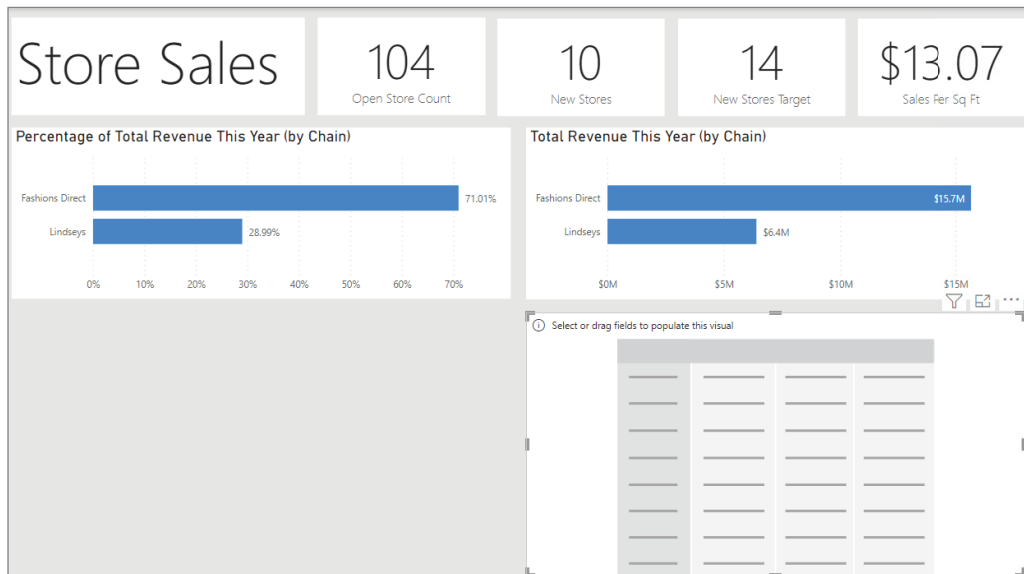 Store Sales
104
Open Store Count
10
New Stores
14
New Stores Target
$13.07
Sales Per Sq Ft
Percentage of Total Revenue This Year (by Chain)
Fashions Direct
71.01%
Lindseys
28.99%
0% 10% 20% 30% 40% 50% 60% 70%
Total Revenue This Year (by Chain)
Fashions Direct
$15.7M
Lindseys
$6.4M
$0M $5M $10M $15M
Select or drag fields to populate this visual